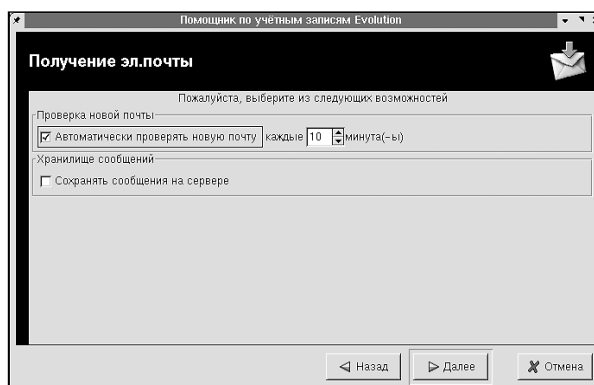 Помощник по учётным записям Evolution
Получение эл.почты
Пожалуйста, выберите из следующих возможностей
Проверка новой почты
Автоматически проверять новую почту каждые 10 минута(-ы)
Хранилище сообщений
Сохранять сообщения на сервере
Назад Далее Отмена